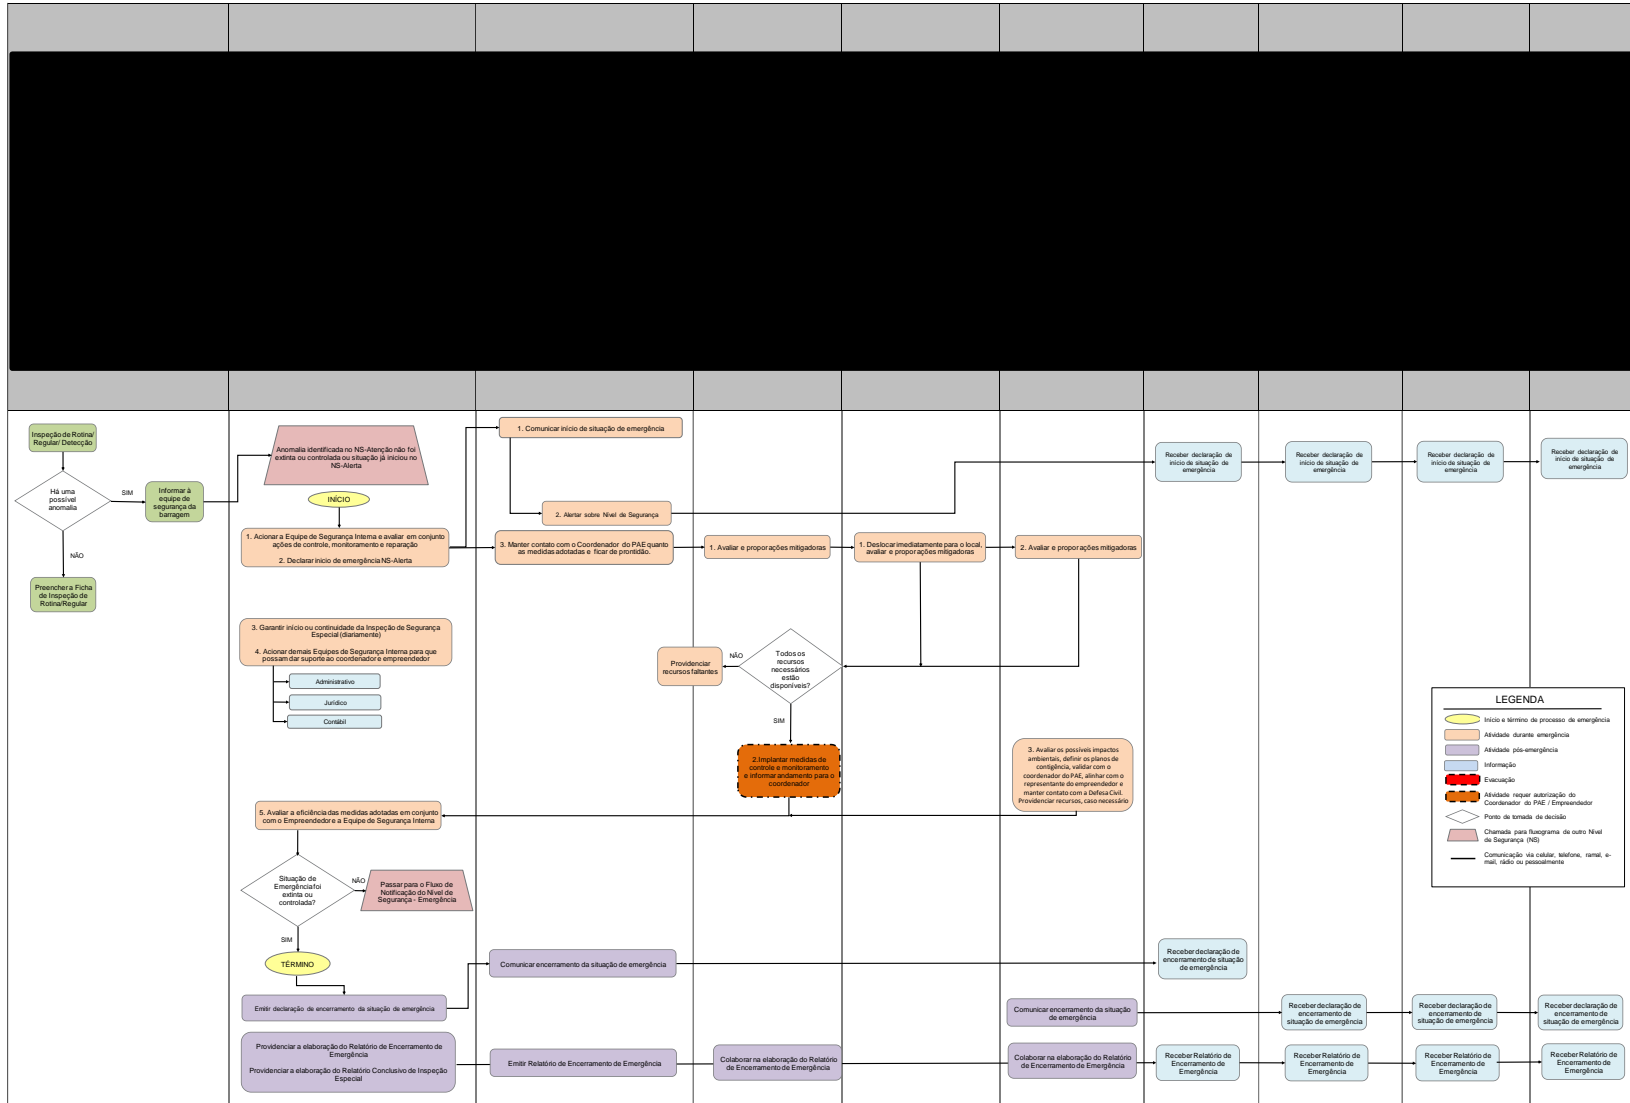 Inspeção de Rotina/
Regular/ Detecção
Há uma
possível
anomalia
SIM
Informar à
equipe de
segurança da
barragem
NÃO
Preencher a Ficha
de Inspeção de
Rotina/Regular
Anomalia identificada no NS-Atenção não foi
extinta ou controlada ou situação já iniciou no
NS-Alerta
INÍCIO
1. Acionar a Equipe de Segurança Interna e avaliar em conjunto
ações de controle, monitoramento e reparação
2. Declarar início de emergência NS-Alerta
3. Garantir início ou continuidade da Inspeção de Segurança
Especial (diariamente)
4. Acionar demais Equipes de Segurança Interna para que
possam dar suporte ao coordenador e empreendedor
Administrativo
Jurídico
Contábil
5. Avaliar a eficiência das medidas adotadas em conjunto
com o Empreendedor e a Equipe de Segurança Interna
Situação de
Emergência foi
extinta ou
controlada?
NÃO
Passar para o Fluxo de
Notificação do Nível de
Segurança - Emergência
SIM
TÉRMINO
Emitir declaração de encerramento da situação de emergência
Providenciar a elaboração do Relatório de Encerramento de
Emergência
Providenciar a elaboração do Relatório Conclusivo de Inspeção
Especial
1. Comunicar início de situação de emergência
2. Alertar sobre Nível de Segurança
3. Manter contato com o Coordenador do PAE quanto
as medidas adotadas e ficar de prontidão.
Comunicar encerramento da situação de emergência
Emitir Relatório de Encerramento de Emergência
1. Avaliar e propor ações mitigadoras
Providenciar
recursos faltantes
NÃO
Todos os
recursos
necessários
estão
disponíveis?
SIM
2.Implantar medidas de
controle e monitoramento
e informar andamento para o
coordenador
Colaborar na elaboração do Relatório
de Encerramento de Emergência
1. Deslocar imediatamente para o local,
avaliar e propor ações mitigadoras
2. Avaliar e propor ações mitigadoras
3. Avaliar os possíveis impactos
ambientais, definir os planos de
contigência, validar com o
coordenador do PAE, alinhar com o
representante do empreendedor e
manter contato com a Defesa Civil.
Providenciar recursos, caso necessário
Comunicar encerramento da situação
de emergência
Colaborar na elaboração do Relatório
de Encerramento de Emergência
Receber declaração de
início de situação de
emergência
Receber declaração de
encerramento de situação
de emergência
Receber Relatório de
Encerramento de
Emergência
Receber declaração de
início de situação de
emergência
Receber declaração de
encerramento de
situação de emergência
Receber Relatório de
Encerramento de
Emergência
Receber declaração de
início de situação de
emergência
Receber declaração de
encerramento de
situação de emergência
Receber Relatório de
Encerramento de
Emergência
Receber declaração de
início de situação de
emergência
Receber declaração de
encerramento de
situação de emergência
Receber Relatório de
Encerramento de
Emergência
LEGENDA
Início e término de processo de emergência
Atividade durante emergência
Atividade pós-emergência
Informação
Evacuação
Atividade requer autorização do
Coordenador do PAE / Empreendedor
Ponto de tomada de decisão
Chamada para fluxograma de outro Nível
de Segurança (NS)
Comunicação via celular, telefone, ramal, e-
mail, rádio ou pessoalmente